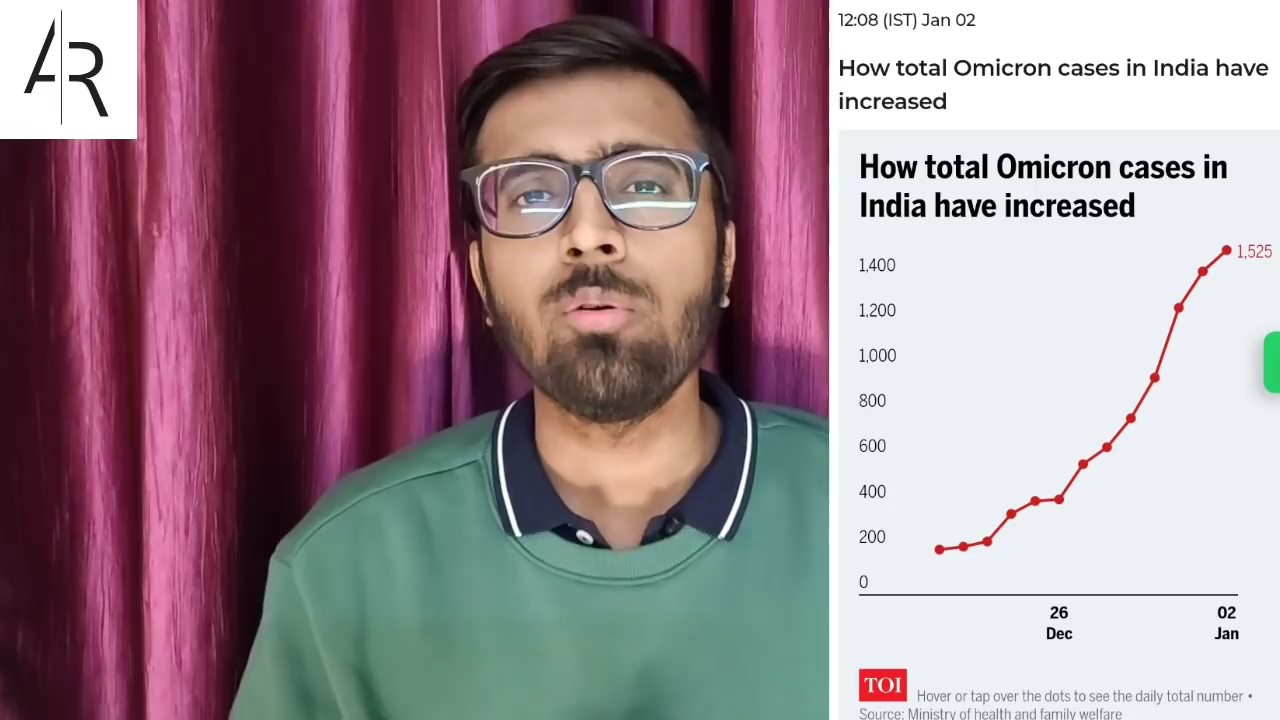 AR
12:08 (IST) Jan 02
How total Omicron cases in India have
increased
How total Omicron cases in
India have increased
1,525
1,400
1,200
1,000
800
600
400
200
0
26
Dec
02
Jan
TOI
Hover or tap over the dots to see the daily total number •
Source: Ministry of health and family welfare